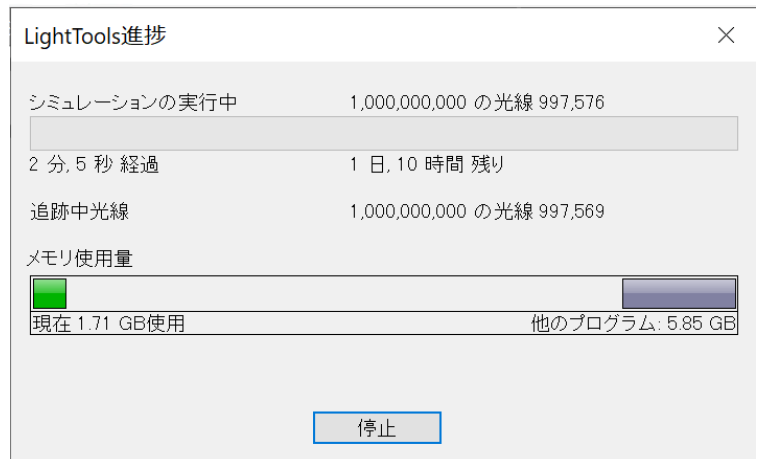 LightTools進捗
シミュレーションの実行中 1,000,000,000 の光線 997,576
2 分, 5 秒 経過 1 日, 10 時間 残り
追跡中光線 1,000,000,000 の光線 997,569
メモリ使用量
現在 1.71 GB使用 他のプログラム: 5.85 GB
停止